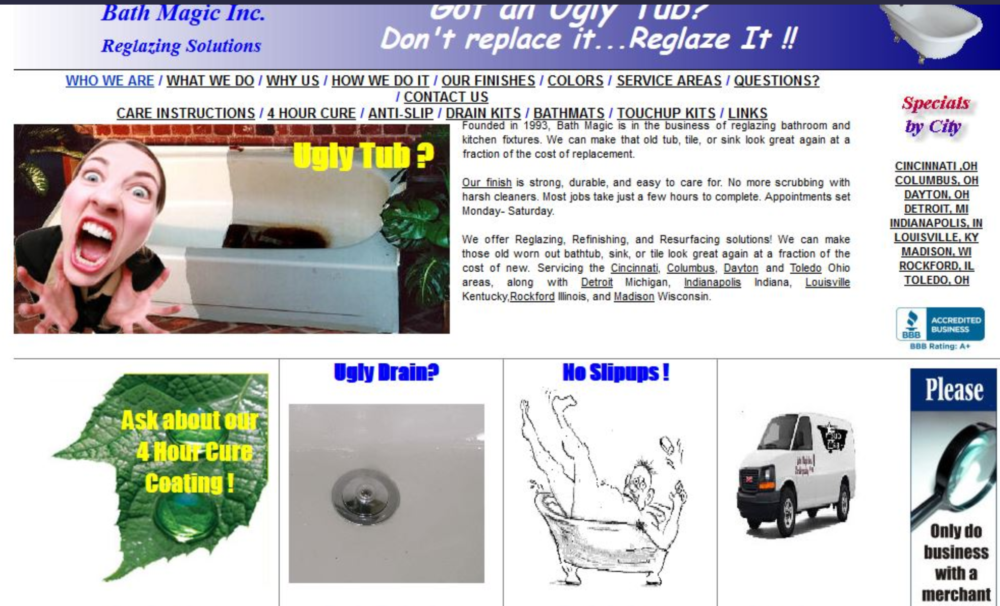 Bath Magic Inc.
Reglazing Solutions
Got an Ugly Tub?
Don't replace it...Reglaze It !!
WHO WE ARE / WHAT WE DO / WHY US / HOW WE DO IT / OUR FINISHES / COLORS / SERVICE AREAS / QUESTIONS?
/ CONTACT US
CARE INSTRUCTIONS / 4 HOUR CURE / ANTI-SLIP / DRAIN KITS / BATHMATS / TOUCHUP KITS / LINKS
Ugly Tub ?
Founded in 1993, Bath Magic is in the business of reglazing bathroom and
kitchen fixtures. We can make that old tub, tile, or sink look great again at a
fraction of the cost of replacement.
Our finish is strong, durable, and easy to care for. No more scrubbing with
harsh cleaners. Most jobs take just a few hours to complete. Appointments set
Monday- Saturday.
We offer Reglazing, Refinishing, and Resurfacing solutions! We can make
those old worn out bathtub, sink, or tile look great again at a fraction of the
cost of new. Servicing the Cincinnati, Columbus, Dayton and Toledo Ohio
areas, along with Detroit Michigan, Indianapolis Indiana, Louisville
Kentucky,Rockford Illinois, and Madison Wisconsin.
Specials
by City
CINCINNATI ,OH
COLUMBUS, OH
DAYTON, OH
DETROIT, MI
INDIANAPOLIS, IN
LOUISVILLE, KY
MADISON, WI
ROCKFORD, IL
TOLEDO, OH
BBB
ACCREDITED
BUSINESS
BBB Rating: A+
Ask about our
4 Hour Cure
Coating !
Ugly Drain?
No Slipups !
Please
Only do
business
with a
merchant